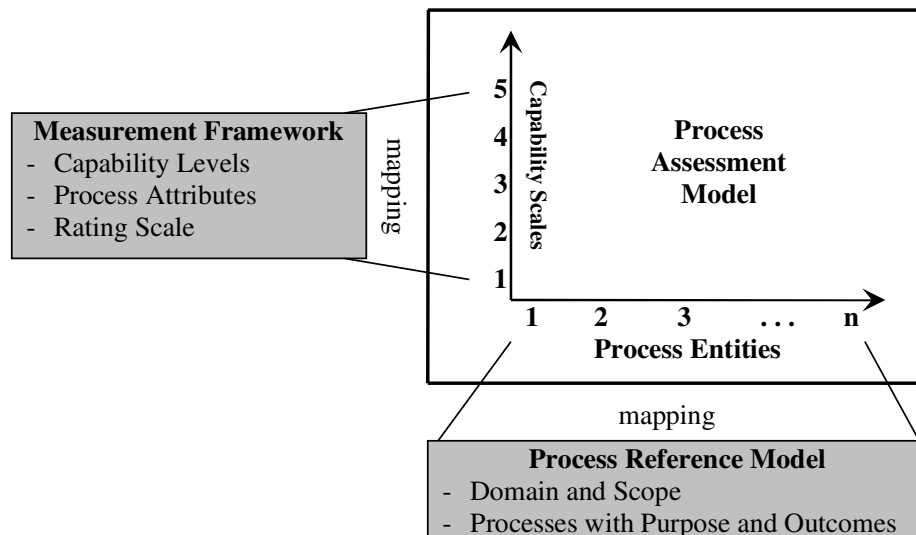 5
4
3
2
1
Capability Scales
Process
Assessment
Model
Measurement Framework
- Capability Levels
- Process Attributes
- Rating Scale
mapping
1 2 3 ... n
Process Entities
mapping
Process Reference Model
- Domain and Scope
- Processes with Purpose and Outcomes